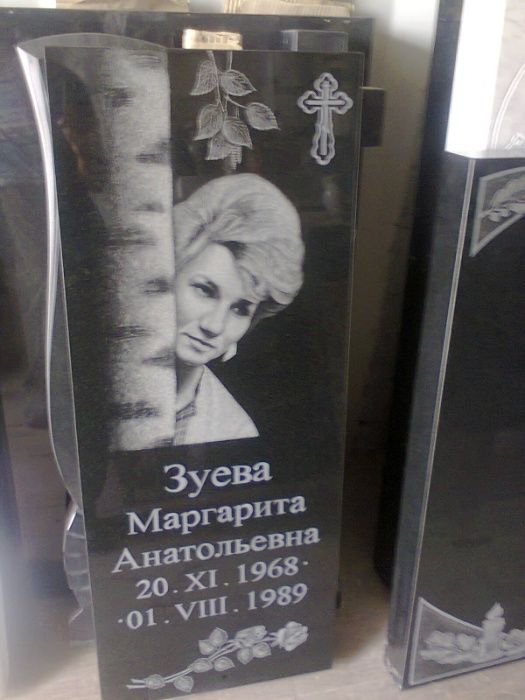 Зуева
Маргарита
Анатольевна
20.XI.1968·
·01.VIII.1989